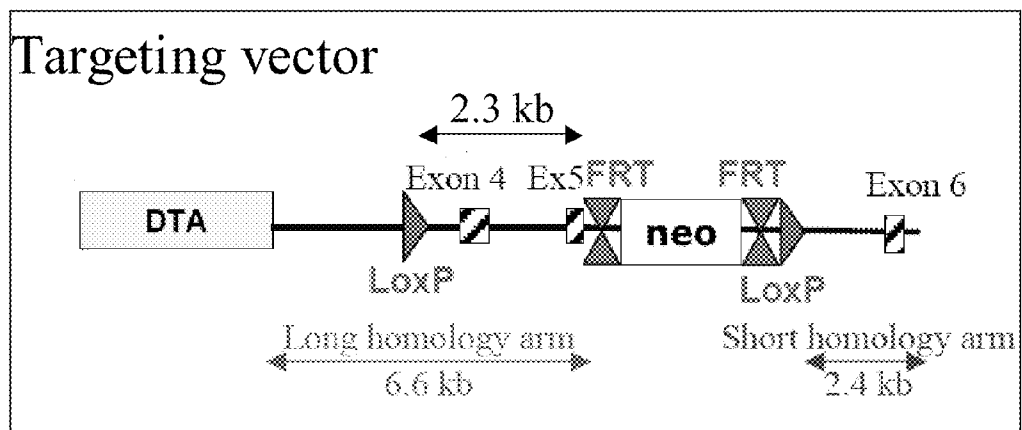 Targeting vector
2.3 kb
Exon 4 Ex5 FRT FRT Exon 6
DTA neo
LoxP LoxP
Long homology arm Short homology arm
6.6 kb 2.4 kb